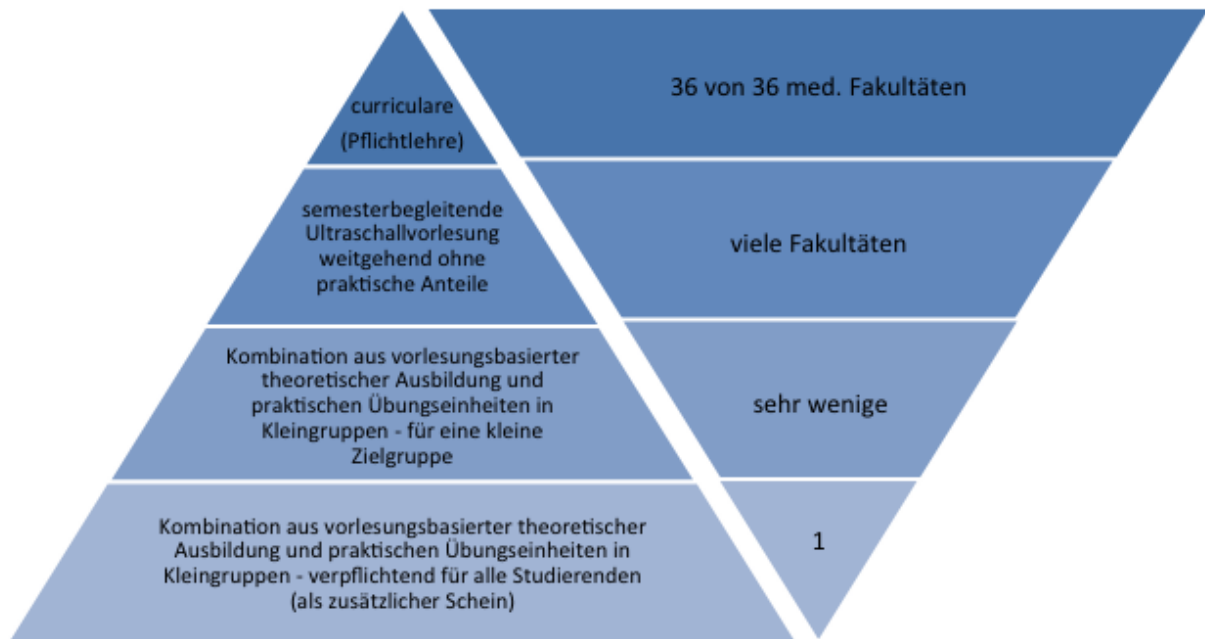 curriculare
(Pflichtlehre)
36 von 36 med. Fakultäten
semesterbegleitende
Ultraschallvorlesung
weitgehend ohne
praktische Anteile
viele Fakultäten
Kombination aus vorlesungsbasierter
theoretischer Ausbildung und
praktischen Übungseinheiten in
Kleingruppen - für eine kleine
Zielgruppe
sehr wenige
Kombination aus vorlesungsbasierter theoretischer
Ausbildung und praktischen Übungseinheiten in
Kleingruppen - verpflichtend für alle Studierenden
(als zusätzlicher Schein)
1